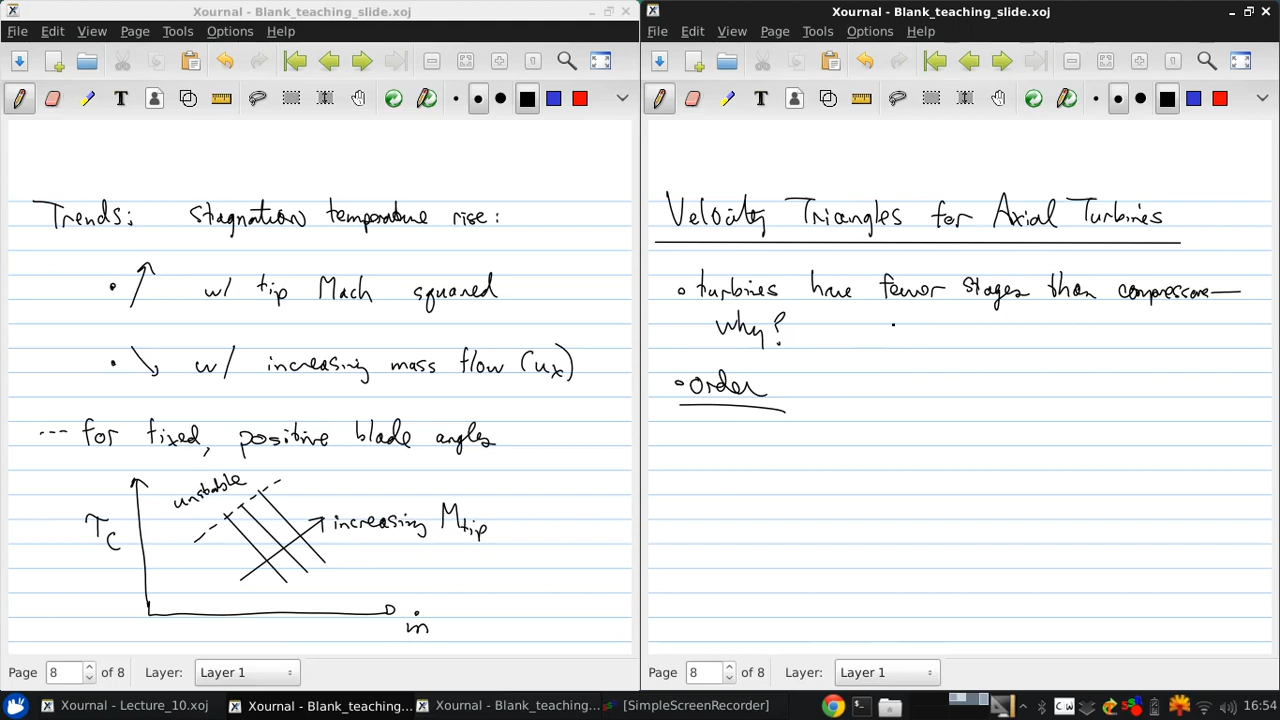 Xournal - Blank_teaching_slide.xoj
File Edit View Page Tools Options Help
Page 8 of 8 Layer: Layer 1
Trends: stagnation temperature rise:
• ↗ w/ tip Mach squared
• ↘ w/ increasing mass flow (ux)
--- for fixed, positive blade angles
unstable
τc
increasing Mtip
ṁ
Xournal - Blank_teaching_slide.xoj
File Edit View Page Tools Options Help
Velocity Triangles for Axial Turbines
• turbines have fewer stages than compressors—
why?
• order
Page 8 of 8 Layer: Layer 1
Xournal - Lecture_10.xoj
Xournal - Blank_teaching...
Xournal - Blank_teaching...
[SimpleScreenRecorder]
16:54